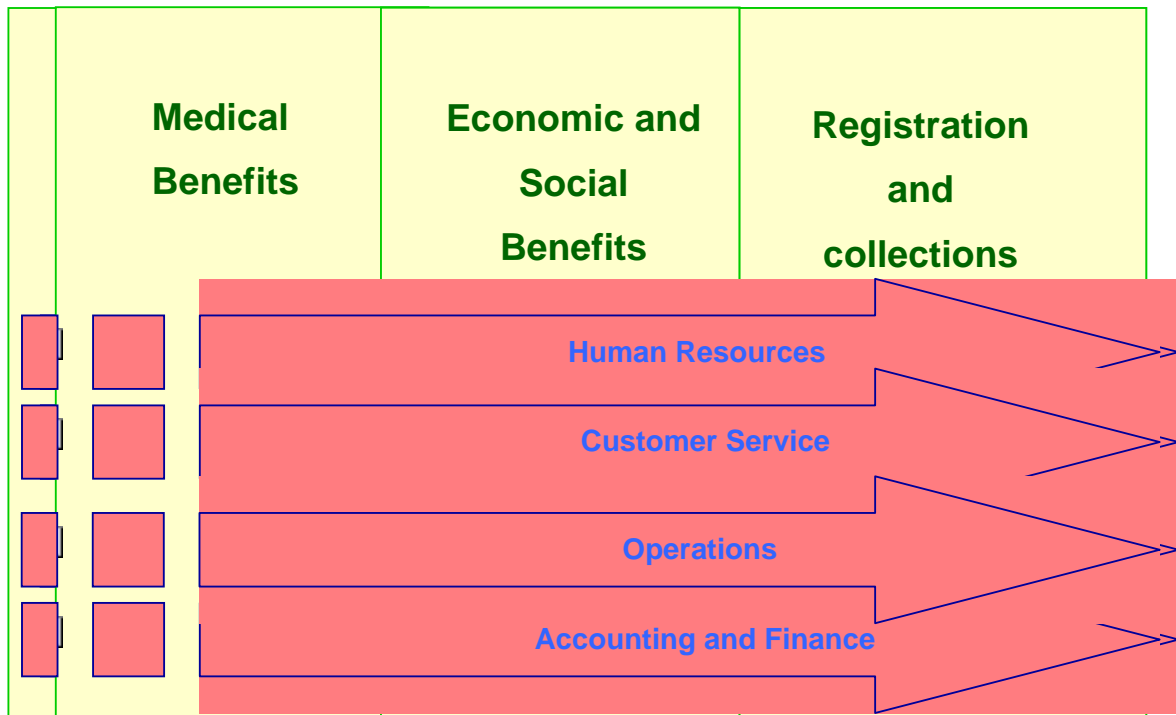 Medical
Benefits
Economic and
Social
Benefits
Registration
and
collections
Human Resources
Customer Service
Operations
Accounting and Finance